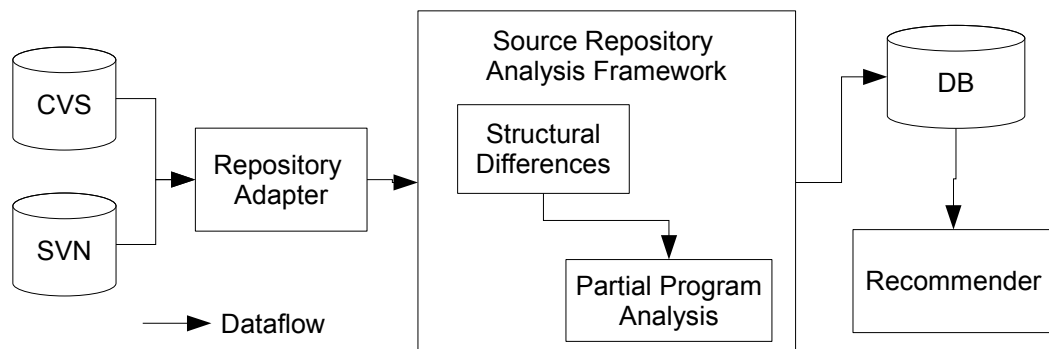 CVS
SVN
Repository
Adapter
Source Repository
Analysis Framework
Structural
Differences
Partial Program
Analysis
DB
Recommender
Dataflow